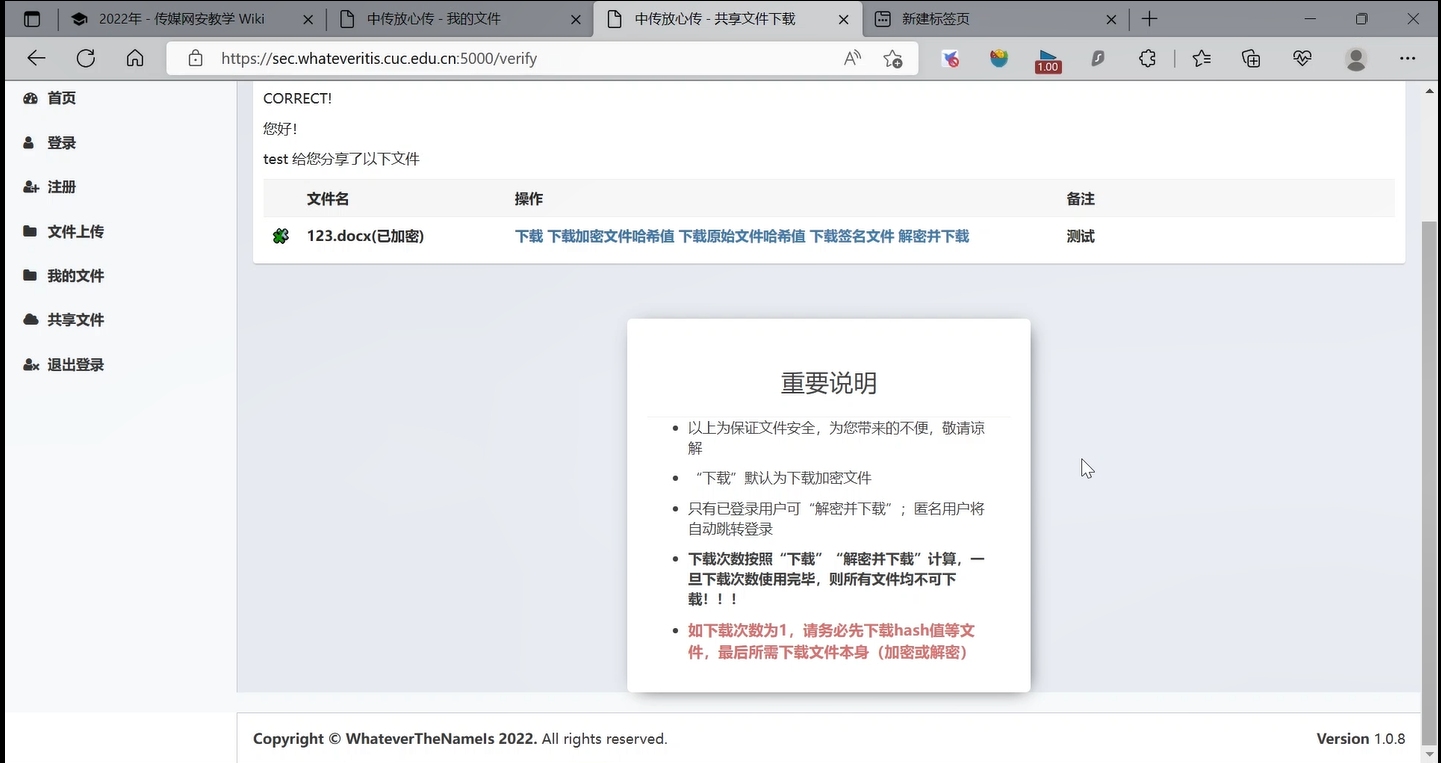 2022年 - 传媒网安教学 Wiki
中传放心传 - 我的文件
中传放心传 - 共享文件下载
新建标签页
https://sec.whateveritis.cuc.edu.cn:5000/verify
1.00
首页
登录
注册
文件上传
我的文件
共享文件
退出登录
CORRECT!
您好!
test 给您分享了以下文件
文件名 操作 备注
123.docx(已加密) 下载 下载加密文件哈希值 下载原始文件哈希值 下载签名文件 解密并下载 测试
重要说明
以上为保证文件安全，为您带来的不便，敬请谅
解
“下载”默认为下载加密文件
只有已登录用户可“解密并下载”；匿名用户将
自动跳转登录
下载次数按照“下载”“解密并下载”计算，一
旦下载次数使用完毕，则所有文件均不可下
载！！！
如下载次数为1，请务必先下载hash值等文
件，最后所需下载文件本身（加密或解密）
Copyright © WhateverTheNameIs 2022. All rights reserved.
Version 1.0.8